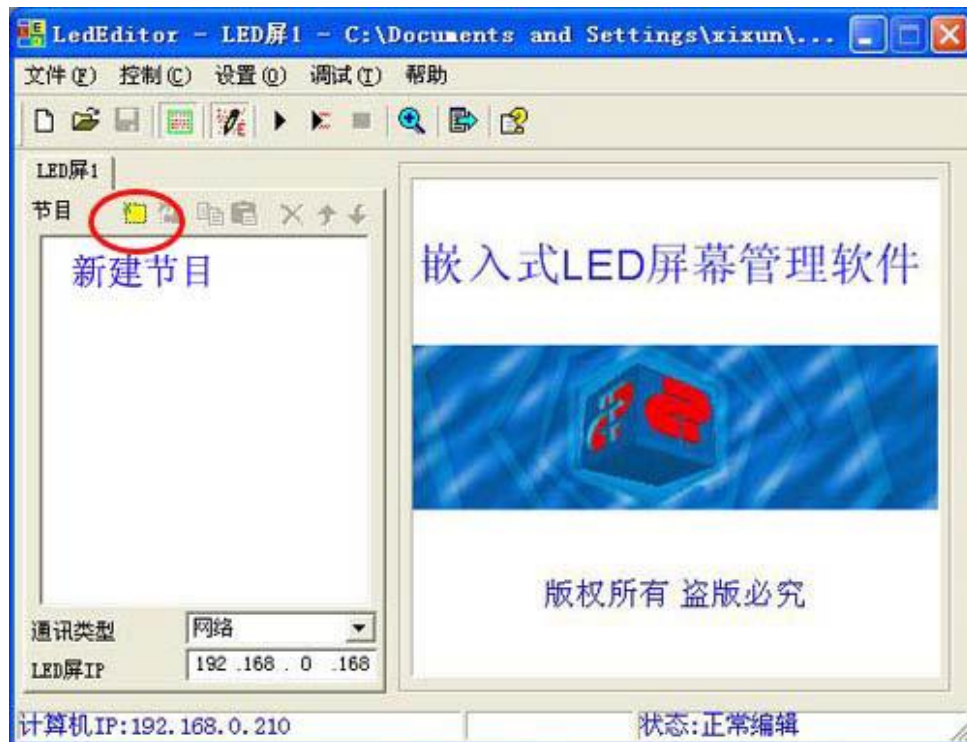 LedEditor - LED屏1 - C:\Documents and Settings\xixun\...
文件(F) 控制(C) 设置(O) 调试(T) 帮助
LED屏1
节目
新建节目
嵌入式LED屏幕管理软件
版权所有 盗版必究
通讯类型 网络
LED屏IP 192 .168 . 0 .168
计算机IP:192.168.0.210 状态:正常编辑